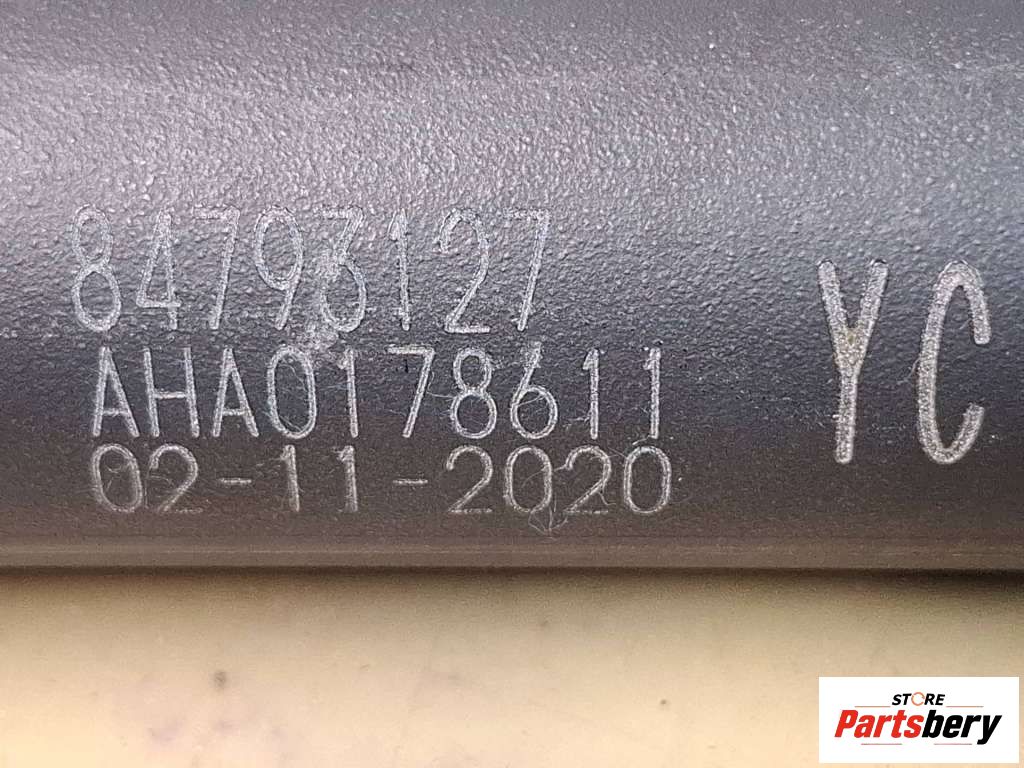 84793127
AHA0178611
02-11-2020
YC
STORE
Partsbery